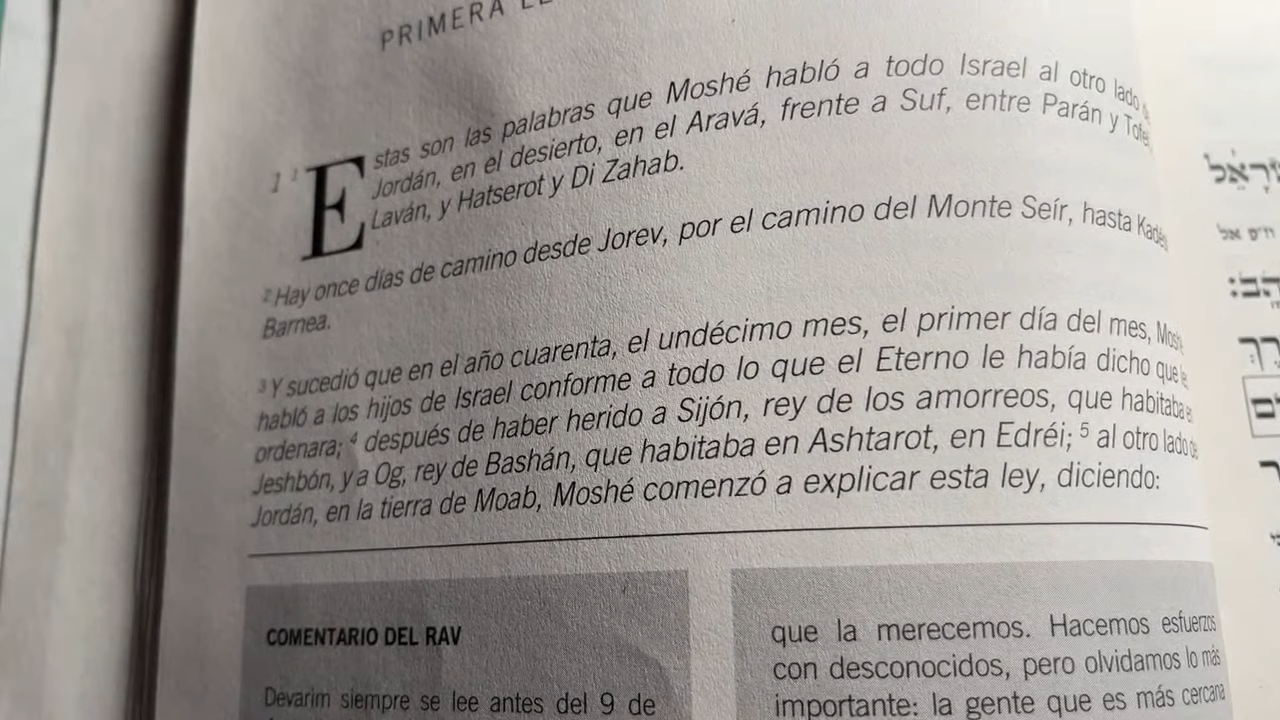 PRIMERA
1 1 Estas son las palabras que Moshé habló a todo Israel al otro lado
Jordán, en el desierto, en el Aravá, frente a Suf, entre Parán y
Laván, y Hatserot y Di Zahab.
2 Hay once días de camino desde Jorev, por el camino del Monte Seír, hasta
Barnea.
3 Y sucedió que en el año cuarenta, el undécimo mes, el primer día del mes,
habló a los hijos de Israel conforme a todo lo que el Eterno le había dicho que
ordenara; 4 después de haber herido a Sijón, rey de los amorreos, que habitaba
Jeshbón, y a Og, rey de Bashán, que habitaba en Ashtarot, en Edréi; 5 al otro lado
Jordán, en la tierra de Moab, Moshé comenzó a explicar esta ley, diciendo:
COMENTARIO DEL RAV
Devarim siempre se lee antes del 9 de
que la merecemos. Hacemos esfuerzos
con desconocidos, pero olvidamos lo más
importante: la gente que es más cercana